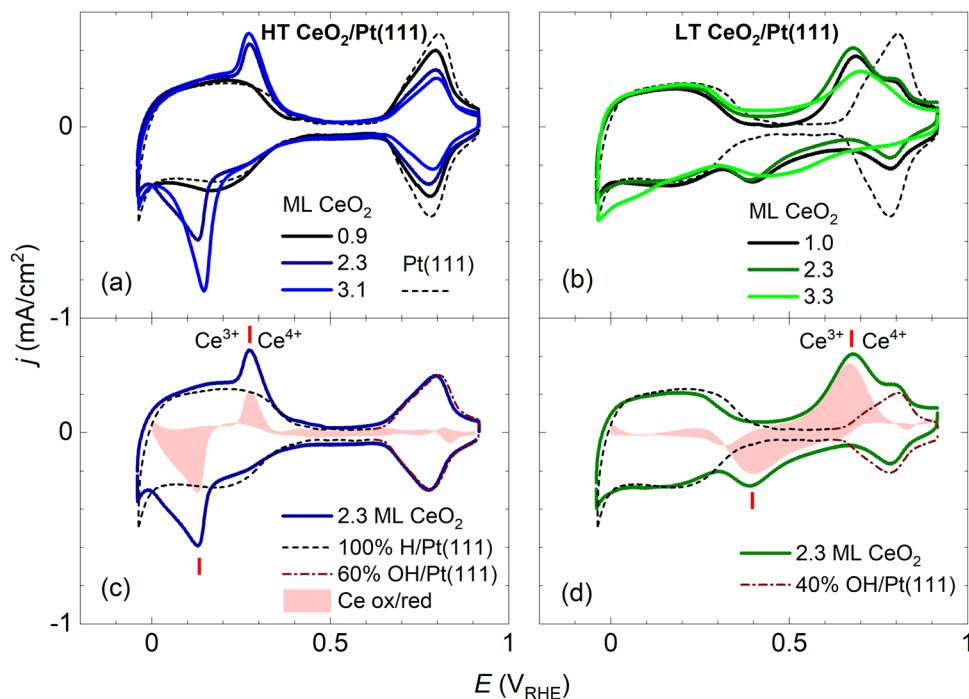 HT CeO₂/Pt(111)
ML CeO₂
0.9
2.3
3.1
Pt(111)
(a)
LT CeO₂/Pt(111)
ML CeO₂
1.0
2.3
3.3
(b)
0
-1
j (mA/cm²)
Ce³⁺ Ce⁴⁺
2.3 ML CeO₂
100% H/Pt(111)
60% OH/Pt(111)
Ce ox/red
(c)
Ce³⁺ Ce⁴⁺
2.3 ML CeO₂
40% OH/Pt(111)
(d)
0
-1
0 0.5 1
0 0.5 1
E (V_RHE)